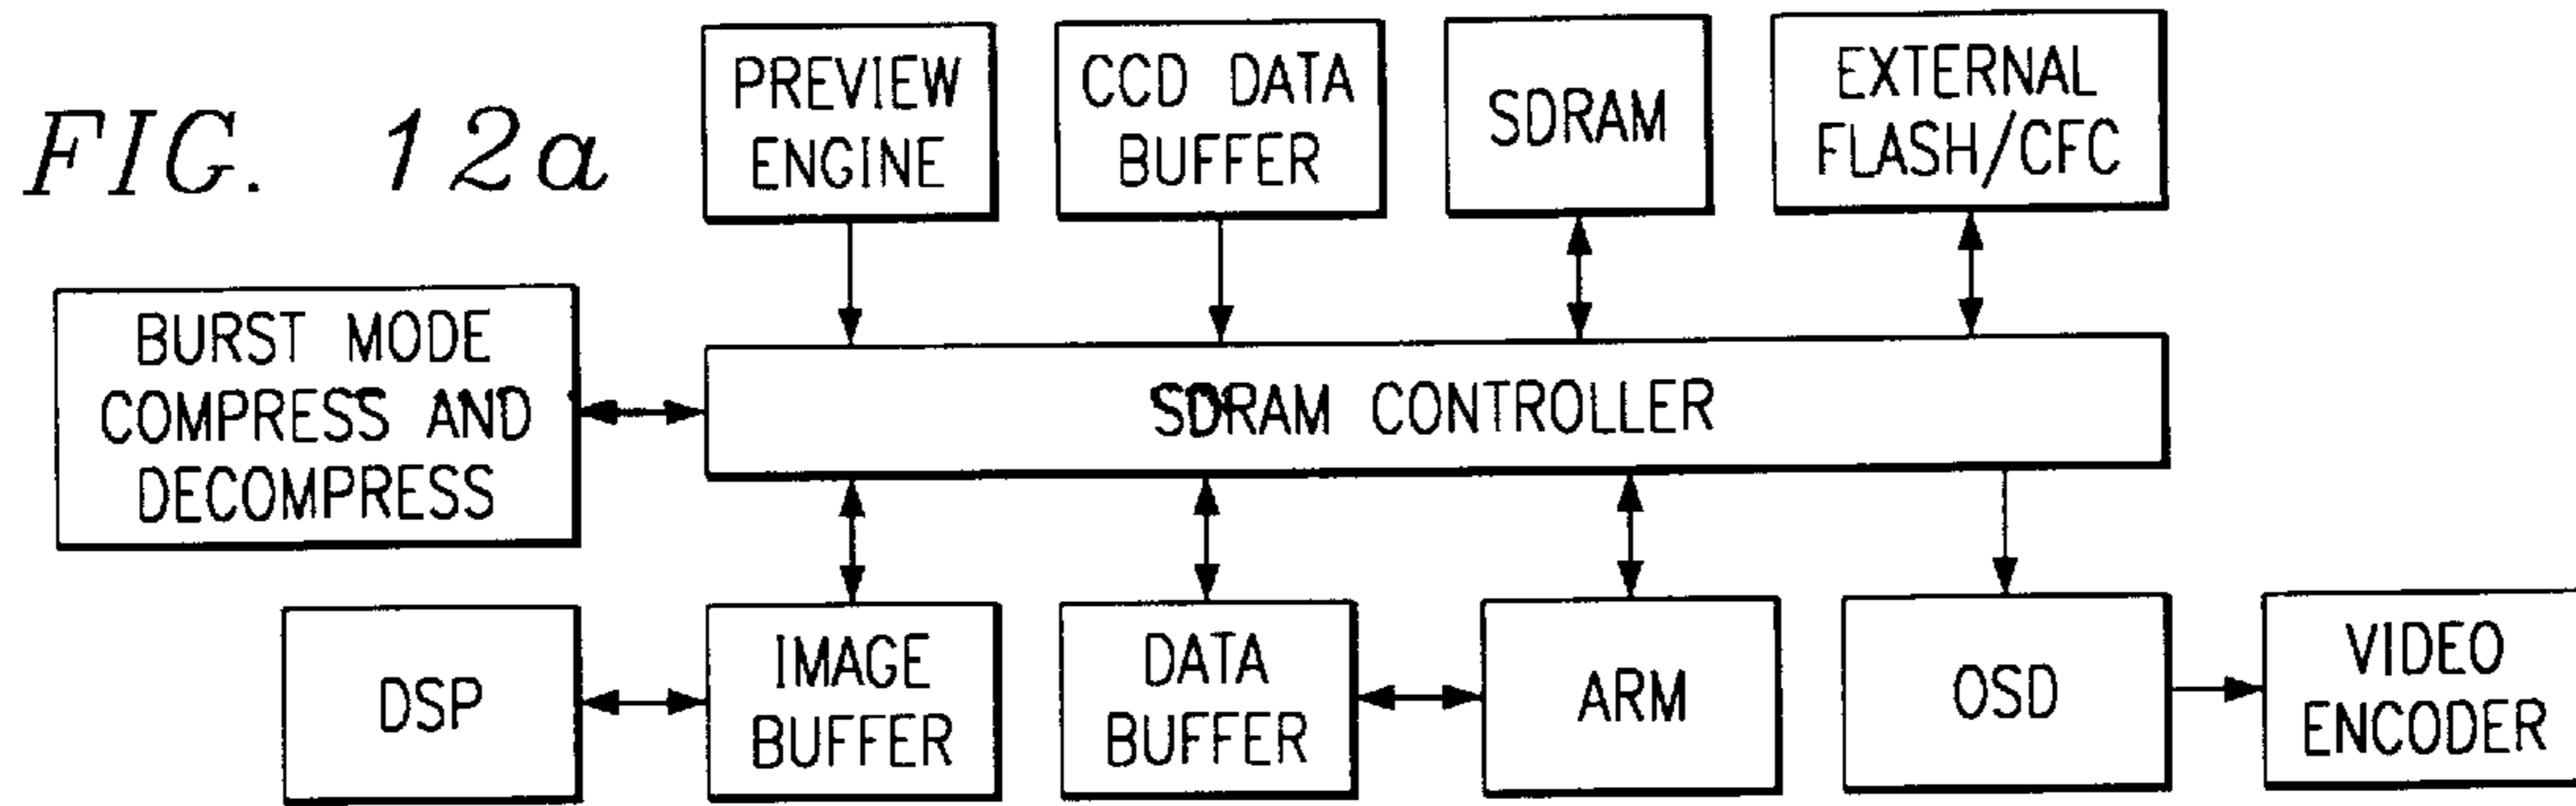 FIG. 12a
PREVIEW
ENGINE
CCD DATA
BUFFER
SDRAM
EXTERNAL
FLASH/CFC
BURST MODE
COMPRESS AND
DECOMPRESS
SDRAM CONTROLLER
DSP
IMAGE
BUFFER
DATA
BUFFER
ARM
OSD
VIDEO
ENCODER